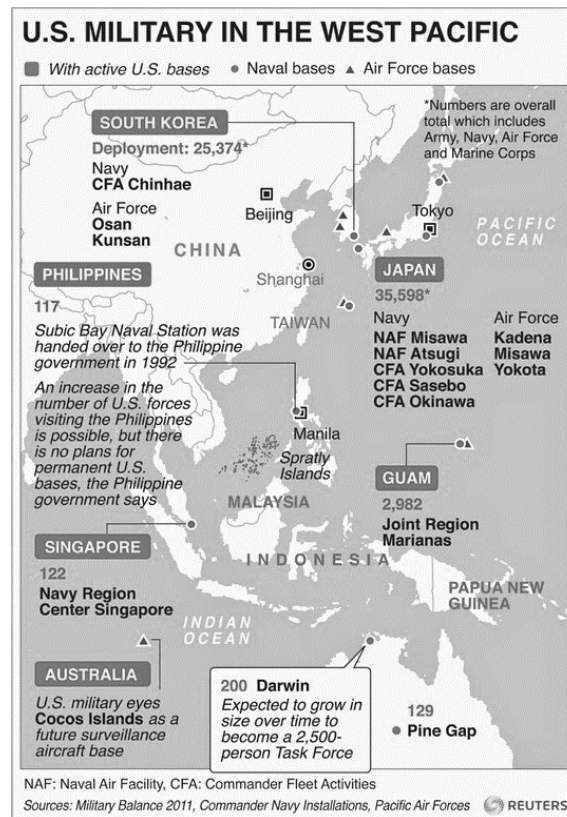 U.S. MILITARY IN THE WEST PACIFIC
With active U.S. bases
Naval bases
Air Force bases
*Numbers are overall
total which includes
Army, Navy, Air Force
and Marine Corps
SOUTH KOREA
Deployment: 25,374*
Navy
CFA Chinhae
Air Force
Osan
Kunsan
Beijing
CHINA
Shanghai
Tokyo
PACIFIC
OCEAN
TAIWAN
JAPAN
35,598*
Navy
NAF Misawa
NAF Atsugi
CFA Yokosuka
CFA Sasebo
CFA Okinawa
Air Force
Kadena
Misawa
Yokota
PHILIPPINES
117
Subic Bay Naval Station was
handed over to the Philippine
government in 1992
An increase in the
number of U.S. forces
visiting the Philippines
is possible, but there
is no plans for
permanent U.S.
bases, the Philippine
government says
Manila
Spratly
Islands
GUAM
2,982
Joint Region
Marianas
MALAYSIA
SINGAPORE
122
Navy Region
Center Singapore
INDONESIA
PAPUA NEW
GUINEA
INDIAN
OCEAN
AUSTRALIA
U.S. military eyes
Cocos Islands as a
future surveillance
aircraft base
200 Darwin
Expected to grow in
size over time to
become a 2,500-
person Task Force
129
Pine Gap
NAF: Naval Air Facility, CFA: Commander Fleet Activities
Sources: Military Balance 2011, Commander Navy Installations, Pacific Air Forces
REUTERS